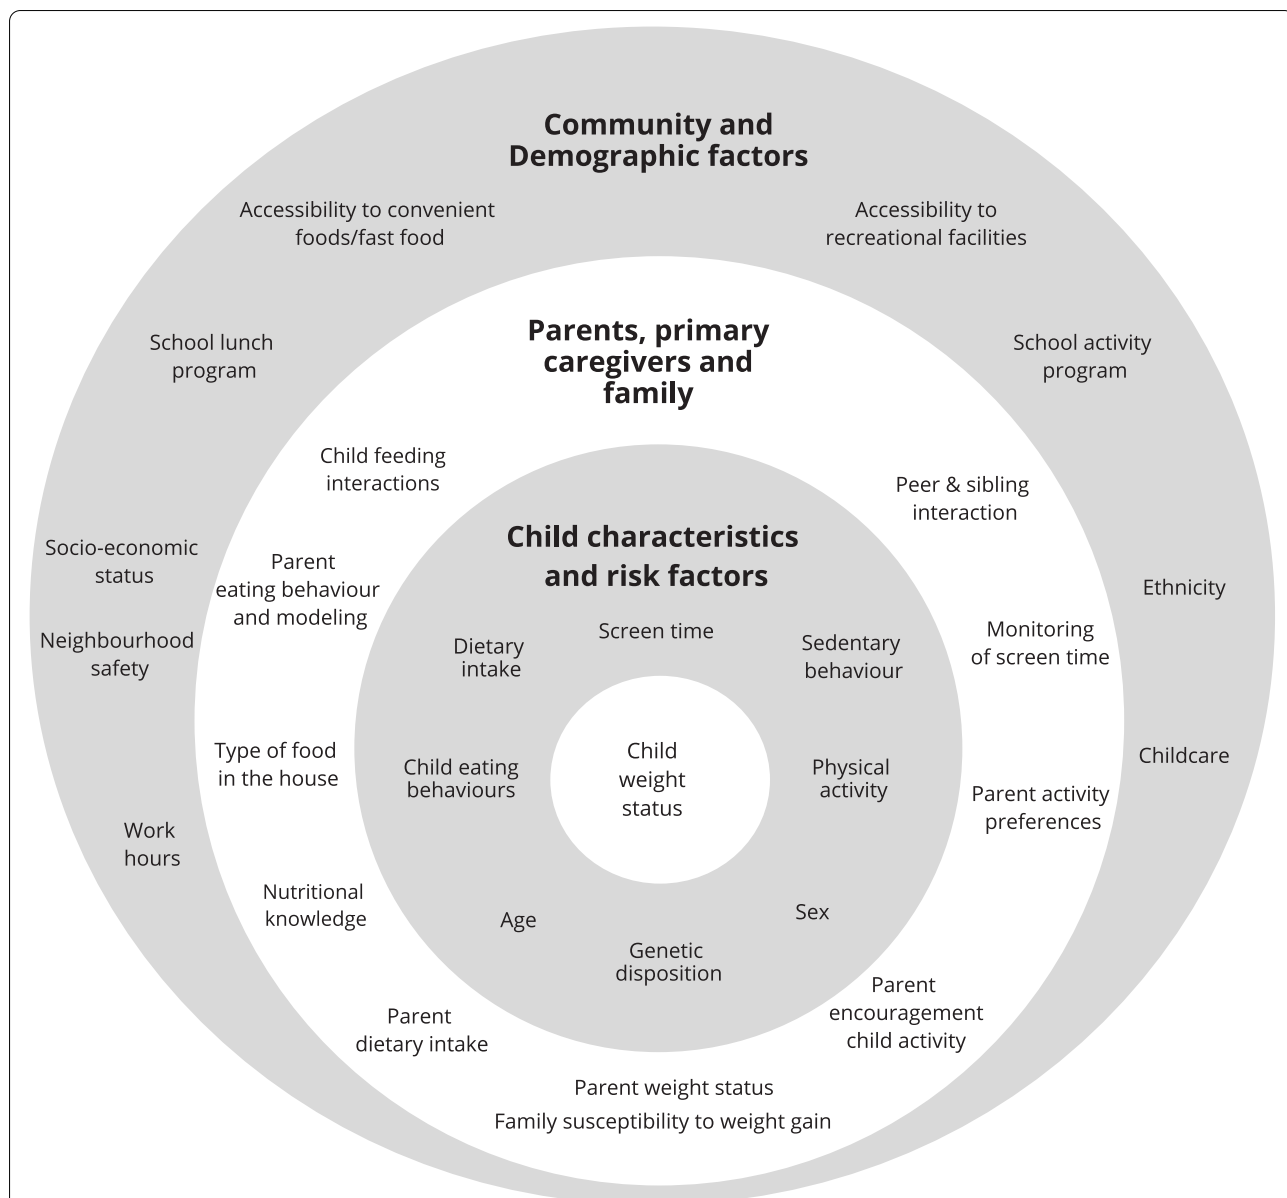 Community and
Demographic factors
Accessibility to convenient
foods/fast food
Accessibility to
recreational facilities
School lunch
program
School activity
program
Parents, primary
caregivers and
family
Child feeding
interactions
Peer & sibling
interaction
Socio-economic
status
Parent
eating behaviour
and modeling
Child characteristics
and risk factors
Ethnicity
Neighbourhood
safety
Dietary
intake
Screen time
Sedentary
behaviour
Monitoring
of screen time
Type of food
in the house
Child eating
behaviours
Child
weight
status
Physical
activity
Childcare
Parent activity
preferences
Work
hours
Nutritional
knowledge
Age
Sex
Genetic
disposition
Parent
dietary intake
Parent
encouragement
child activity
Parent weight status
Family susceptibility to weight gain